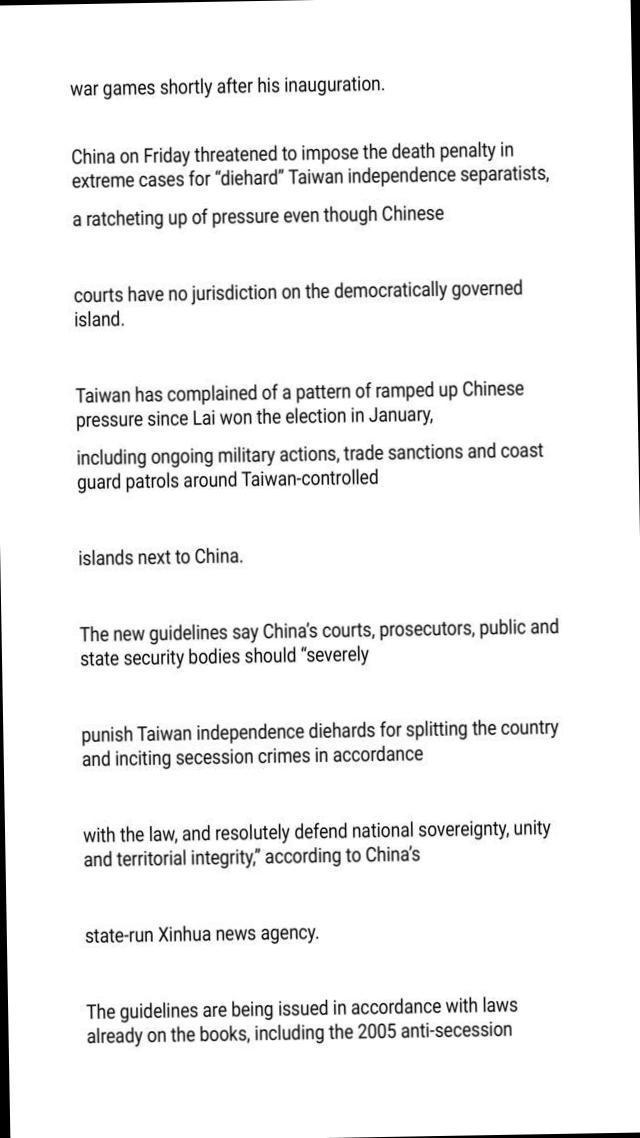 war games shortly after his inauguration.
China on Friday threatened to impose the death penalty in
extreme cases for “diehard” Taiwan independence separatists,
a ratcheting up of pressure even though Chinese
courts have no jurisdiction on the democratically governed
island.
Taiwan has complained of a pattern of ramped up Chinese
pressure since Lai won the election in January,
including ongoing military actions, trade sanctions and coast
guard patrols around Taiwan-controlled
islands next to China.
The new guidelines say China’s courts, prosecutors, public and
state security bodies should “severely
punish Taiwan independence diehards for splitting the country
and inciting secession crimes in accordance
with the law, and resolutely defend national sovereignty, unity
and territorial integrity,” according to China’s
state-run Xinhua news agency.
The guidelines are being issued in accordance with laws
already on the books, including the 2005 anti-secession